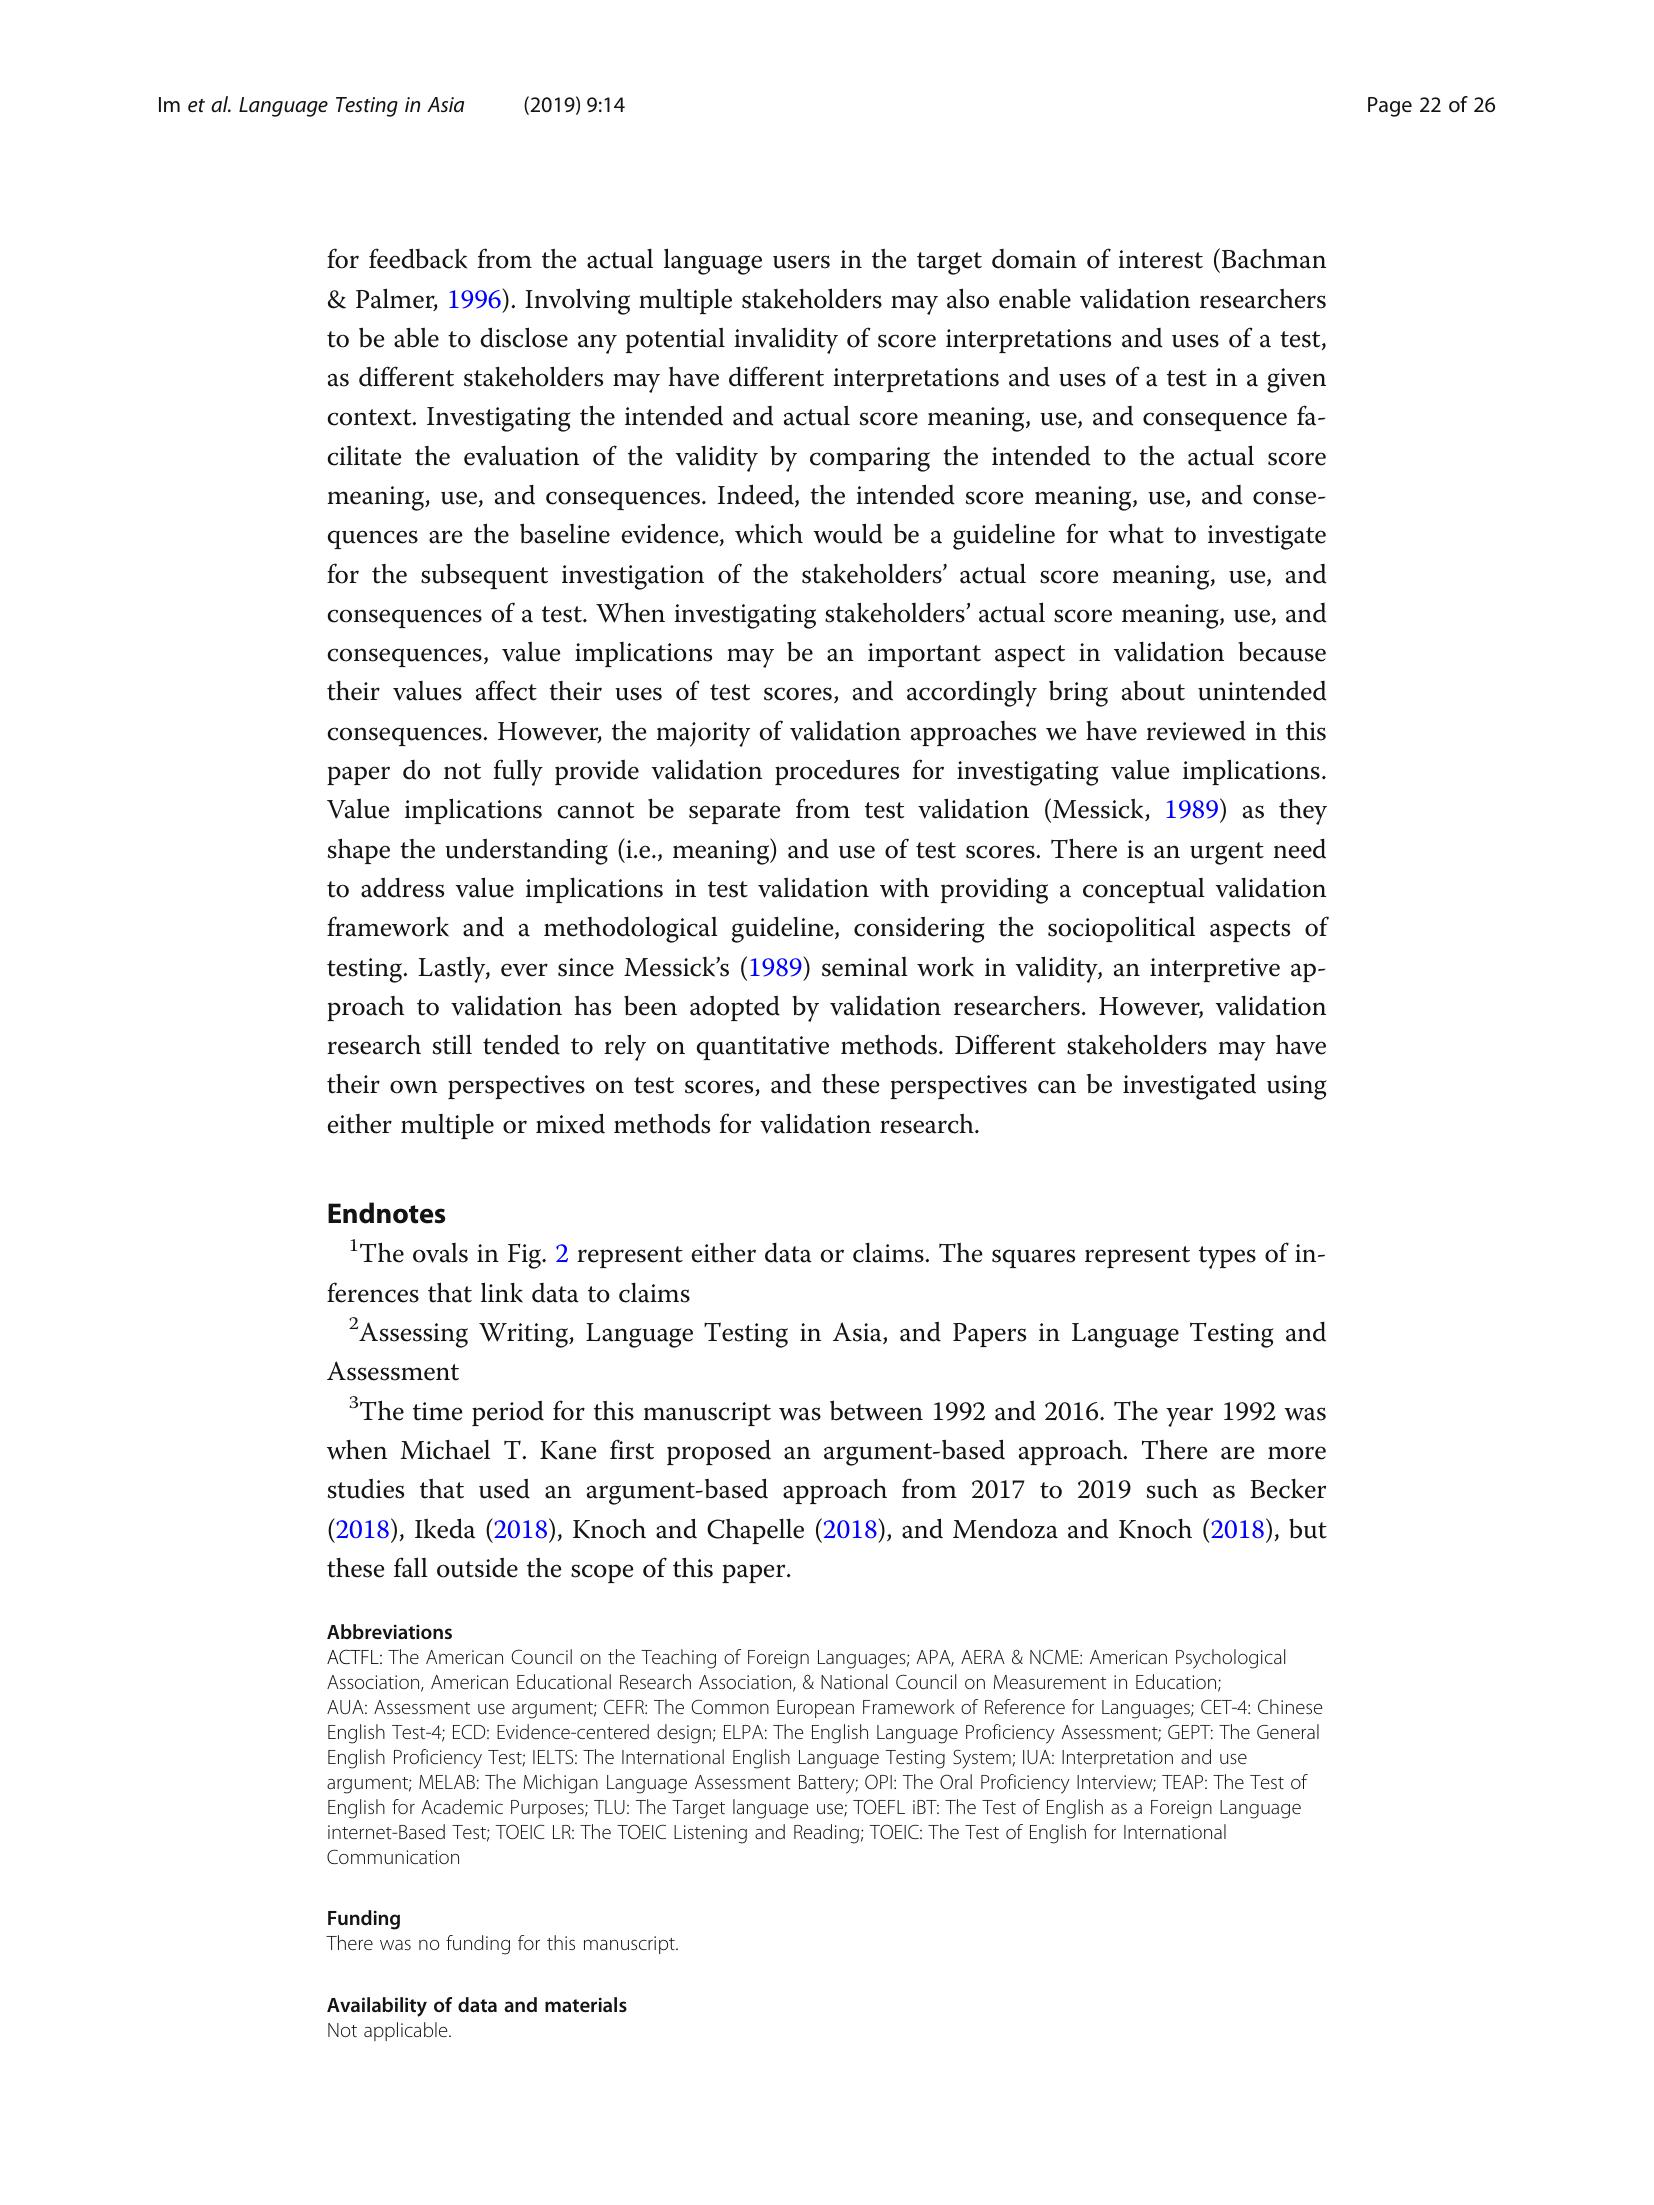 Im et al. Language Testing in Asia (2019) 9:14 Page 22 of 26
for feedback from the actual language users in the target domain of interest (Bachman
& Palmer, 1996). Involving multiple stakeholders may also enable validation researchers
to be able to disclose any potential invalidity of score interpretations and uses of a test,
as different stakeholders may have different interpretations and uses of a test in a given
context. Investigating the intended and actual score meaning, use, and consequence fa-
cilitate the evaluation of the validity by comparing the intended to the actual score
meaning, use, and consequences. Indeed, the intended score meaning, use, and conse-
quences are the baseline evidence, which would be a guideline for what to investigate
for the subsequent investigation of the stakeholders’ actual score meaning, use, and
consequences of a test. When investigating stakeholders’ actual score meaning, use, and
consequences, value implications may be an important aspect in validation because
their values affect their uses of test scores, and accordingly bring about unintended
consequences. However, the majority of validation approaches we have reviewed in this
paper do not fully provide validation procedures for investigating value implications.
Value implications cannot be separate from test validation (Messick, 1989) as they
shape the understanding (i.e., meaning) and use of test scores. There is an urgent need
to address value implications in test validation with providing a conceptual validation
framework and a methodological guideline, considering the sociopolitical aspects of
testing. Lastly, ever since Messick’s (1989) seminal work in validity, an interpretive ap-
proach to validation has been adopted by validation researchers. However, validation
research still tended to rely on quantitative methods. Different stakeholders may have
their own perspectives on test scores, and these perspectives can be investigated using
either multiple or mixed methods for validation research.
Endnotes
1The ovals in Fig. 2 represent either data or claims. The squares represent types of in-
ferences that link data to claims
2Assessing Writing, Language Testing in Asia, and Papers in Language Testing and
Assessment
3The time period for this manuscript was between 1992 and 2016. The year 1992 was
when Michael T. Kane first proposed an argument-based approach. There are more
studies that used an argument-based approach from 2017 to 2019 such as Becker
(2018), Ikeda (2018), Knoch and Chapelle (2018), and Mendoza and Knoch (2018), but
these fall outside the scope of this paper.
Abbreviations
ACTFL: The American Council on the Teaching of Foreign Languages; APA, AERA & NCME: American Psychological
Association, American Educational Research Association, & National Council on Measurement in Education;
AUA: Assessment use argument; CEFR: The Common European Framework of Reference for Languages; CET-4: Chinese
English Test-4; ECD: Evidence-centered design; ELPA: The English Language Proficiency Assessment; GEPT: The General
English Proficiency Test; IELTS: The International English Language Testing System; IUA: Interpretation and use
argument; MELAB: The Michigan Language Assessment Battery; OPI: The Oral Proficiency Interview; TEAP: The Test of
English for Academic Purposes; TLU: The Target language use; TOEFL iBT: The Test of English as a Foreign Language
internet-Based Test; TOEIC LR: The TOEIC Listening and Reading; TOEIC: The Test of English for International
Communication
Funding
There was no funding for this manuscript.
Availability of data and materials
Not applicable.